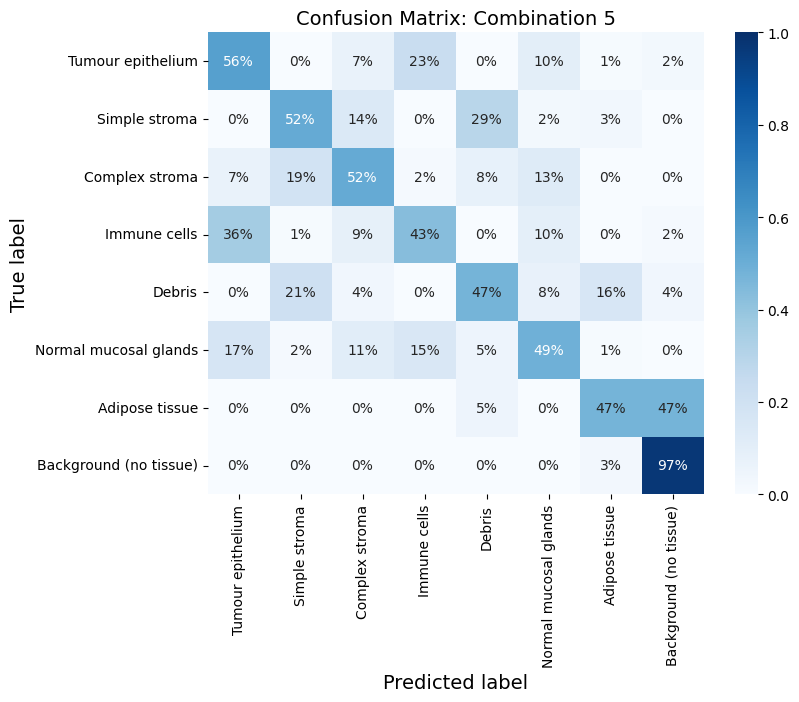 Confusion Matrix: Combination 5
True label
Tumour epithelium 56% 0% 7% 23% 0% 10% 1% 2%
Simple stroma 0% 52% 14% 0% 29% 2% 3% 0%
Complex stroma 7% 19% 52% 2% 8% 13% 0% 0%
Immune cells 36% 1% 9% 43% 0% 10% 0% 2%
Debris 0% 21% 4% 0% 47% 8% 16% 4%
Normal mucosal glands 17% 2% 11% 15% 5% 49% 1% 0%
Adipose tissue 0% 0% 0% 0% 5% 0% 47% 47%
Background (no tissue) 0% 0% 0% 0% 0% 0% 3% 97%
Tumour epithelium
Simple stroma
Complex stroma
Immune cells
Debris
Normal mucosal glands
Adipose tissue
Background (no tissue)
Predicted label
1.0
0.8
0.6
0.4
0.2
0.0